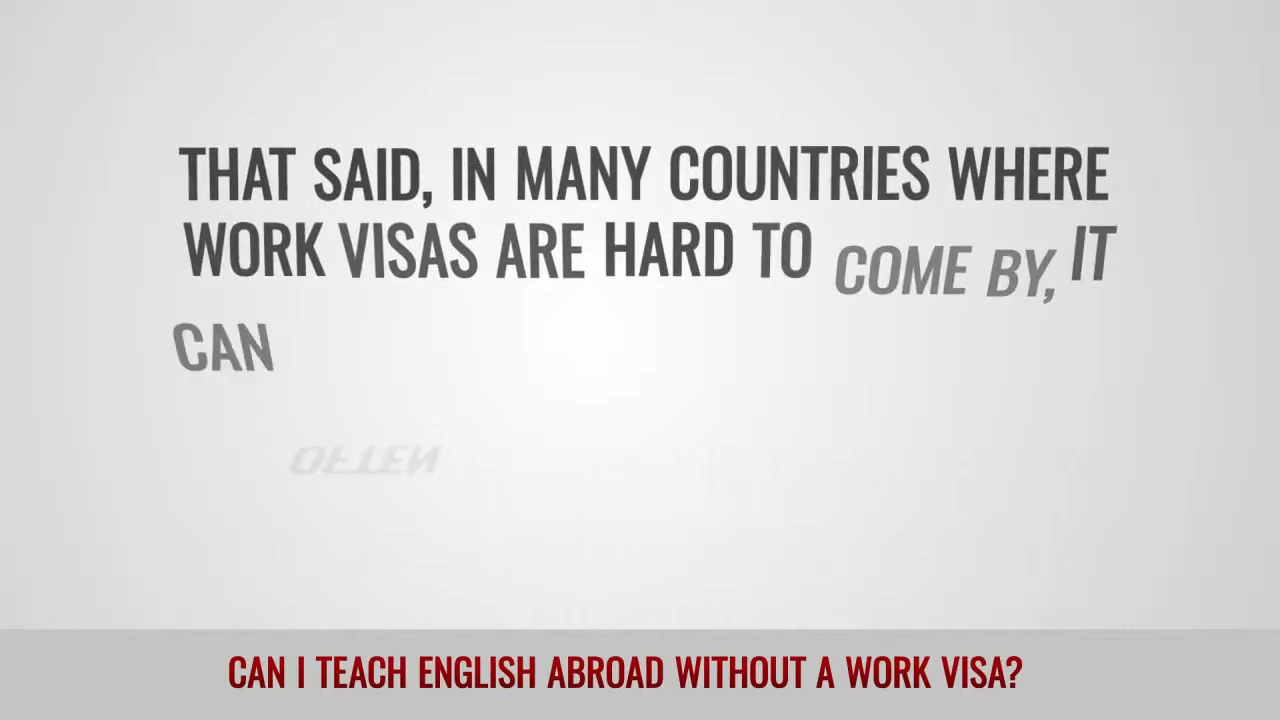 THAT SAID, IN MANY COUNTRIES WHERE
WORK VISAS ARE HARD TO COME BY, IT
CAN
OFTEN
CAN I TEACH ENGLISH ABROAD WITHOUT A WORK VISA?